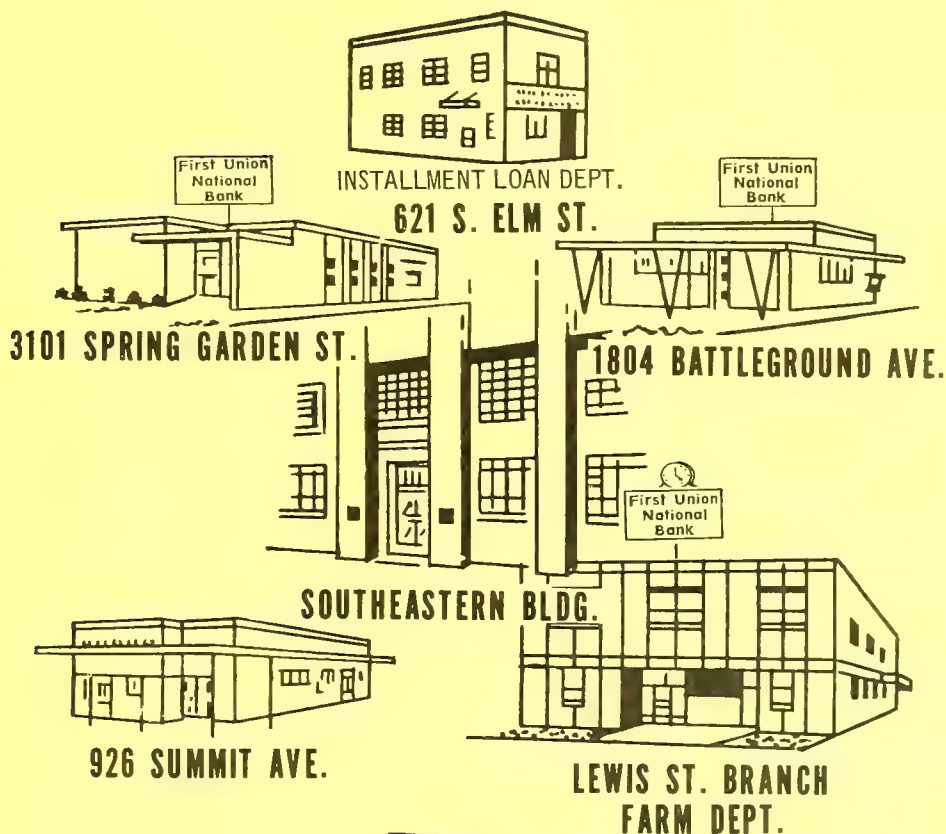 INSTALLMENT LOAN DEPT.
621 S. ELM ST.
First Union
National
Bank
3101 SPRING GARDEN ST.
First Union
National
Bank
1804 BATTLEGROUND AVE.
SOUTHEASTERN BLDG.
First Union
National
Bank
926 SUMMIT AVE.
LEWIS ST. BRANCH
FARM DEPT.